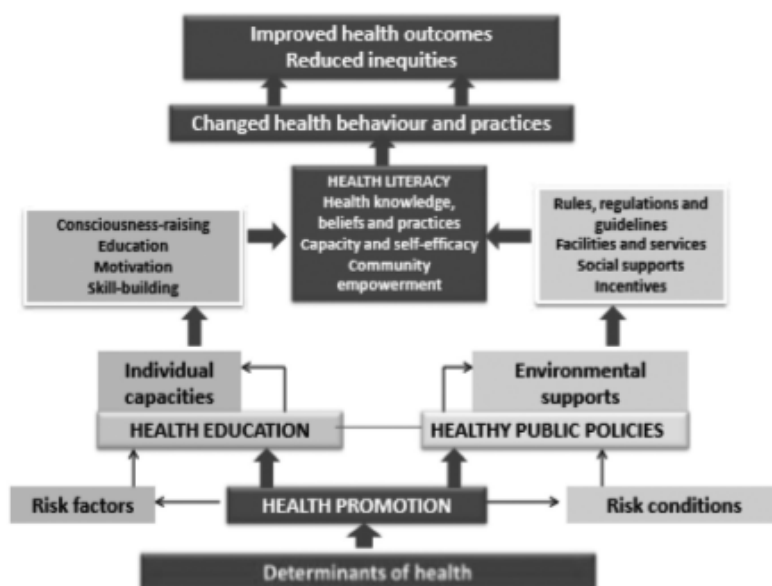 Improved health outcomes
Reduced inequities
Changed health behaviour and practices
HEALTH LITERACY
Health knowledge,
beliefs and practices
Capacity and self-efficacy
Community
empowerment
Consciousness-raising
Education
Motivation
Skill-building
Rules, regulations and
guidelines
Facilities and services
Social supports
Incentives
Individual
capacities
Environmental
supports
HEALTH EDUCATION
HEALTHY PUBLIC POLICIES
Risk factors
HEALTH PROMOTION
Risk conditions
Determinants of health